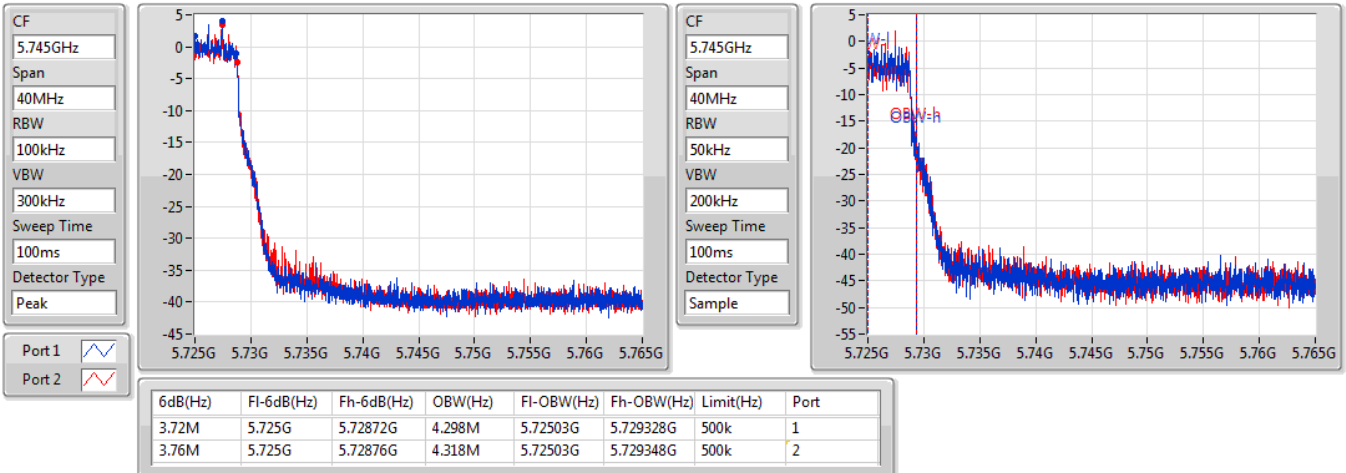 CF
5.745GHz
Span
40MHz
RBW
100kHz
VBW
300kHz
Sweep Time
100ms
Detector Type
Peak
5
0
-5
-10
-15
-20
-25
-30
-35
-40
-45
5.725G 5.73G 5.735G 5.74G 5.745G 5.75G 5.755G 5.76G 5.765G
CF
5.745GHz
Span
40MHz
RBW
50kHz
VBW
200kHz
Sweep Time
100ms
Detector Type
Sample
5
0
-5
-10
-15
-20
-25
-30
-35
-40
-45
-50
-55
OBW-h
5.725G 5.73G 5.735G 5.74G 5.745G 5.75G 5.755G 5.76G 5.765G
Port 1
Port 2
6dB(Hz) Fl-6dB(Hz) Fh-6dB(Hz) OBW(Hz) Fl-OBW(Hz) Fh-OBW(Hz) Limit(Hz) Port
3.72M 5.725G 5.72872G 4.298M 5.72503G 5.729328G 500k 1
3.76M 5.725G 5.72876G 4.318M 5.72503G 5.729348G 500k 2